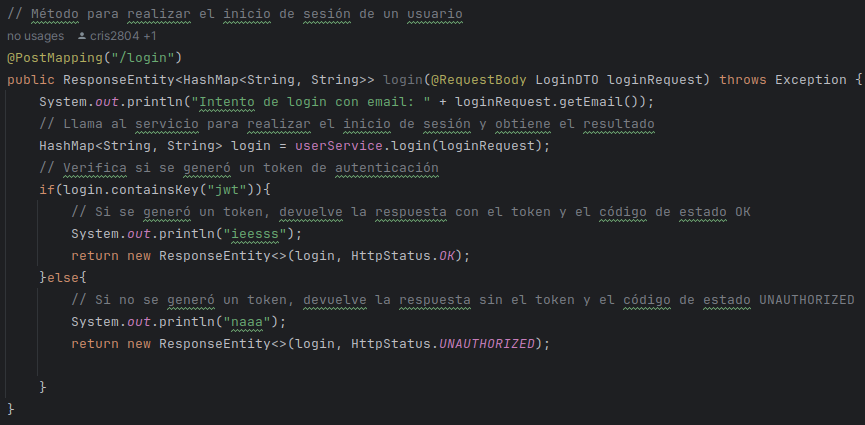 // Método para realizar el inicio de sesión de un usuario
no usages   cris2804 +1
@PostMapping("/login")
public ResponseEntity<HashMap<String, String>> login(@RequestBody LoginDTO loginRequest) throws Exception {
    System.out.println("Intento de login con email: " + loginRequest.getEmail());
    // Llama al servicio para realizar el inicio de sesión y obtiene el resultado
    HashMap<String, String> login = userService.login(loginRequest);
    // Verifica si se generó un token de autenticación
    if(login.containsKey("jwt")){
        // Si se generó un token, devuelve la respuesta con el token y el código de estado OK
        System.out.println("ieesss");
        return new ResponseEntity<>(login, HttpStatus.OK);
    }else{
        // Si no se generó un token, devuelve la respuesta sin el token y el código de estado UNAUTHORIZED
        System.out.println("naaa");
        return new ResponseEntity<>(login, HttpStatus.UNAUTHORIZED);
    }
}